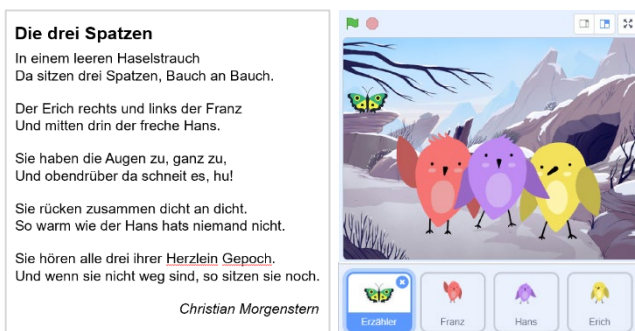 Die drei Spatzen
In einem leeren Haselstrauch
Da sitzen drei Spatzen, Bauch an Bauch.
Der Erich rechts und links der Franz
Und mitten drin der freche Hans.
Sie haben die Augen zu, ganz zu,
Und obendrüber da schneit es, hu!
Sie rücken zusammen dicht an dicht.
So warm wie der Hans hats niemand nicht.
Sie hören alle drei ihrer Herzlein Gepoch.
Und wenn sie nicht weg sind, so sitzen sie noch.
Christian Morgenstern
Erzähler
Franz
Hans
Erich